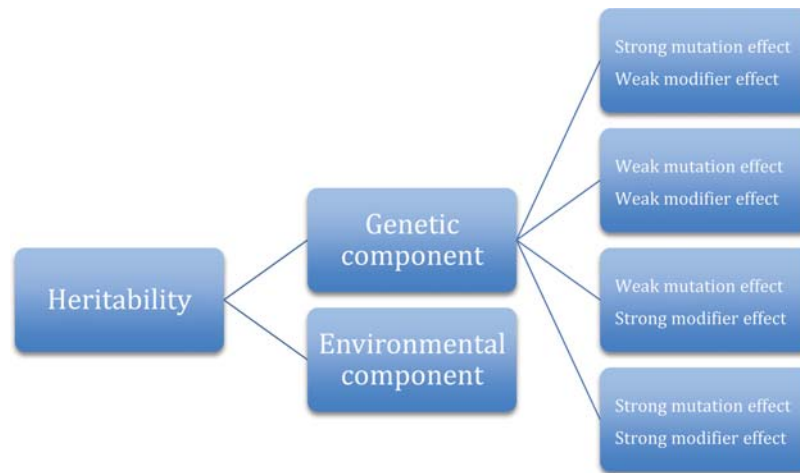 Heritability
Genetic
component
Environmental
component
Strong mutation effect
Weak modifier effect
Weak mutation effect
Weak modifier effect
Weak mutation effect
Strong modifier effect
Strong mutation effect
Strong modifier effect